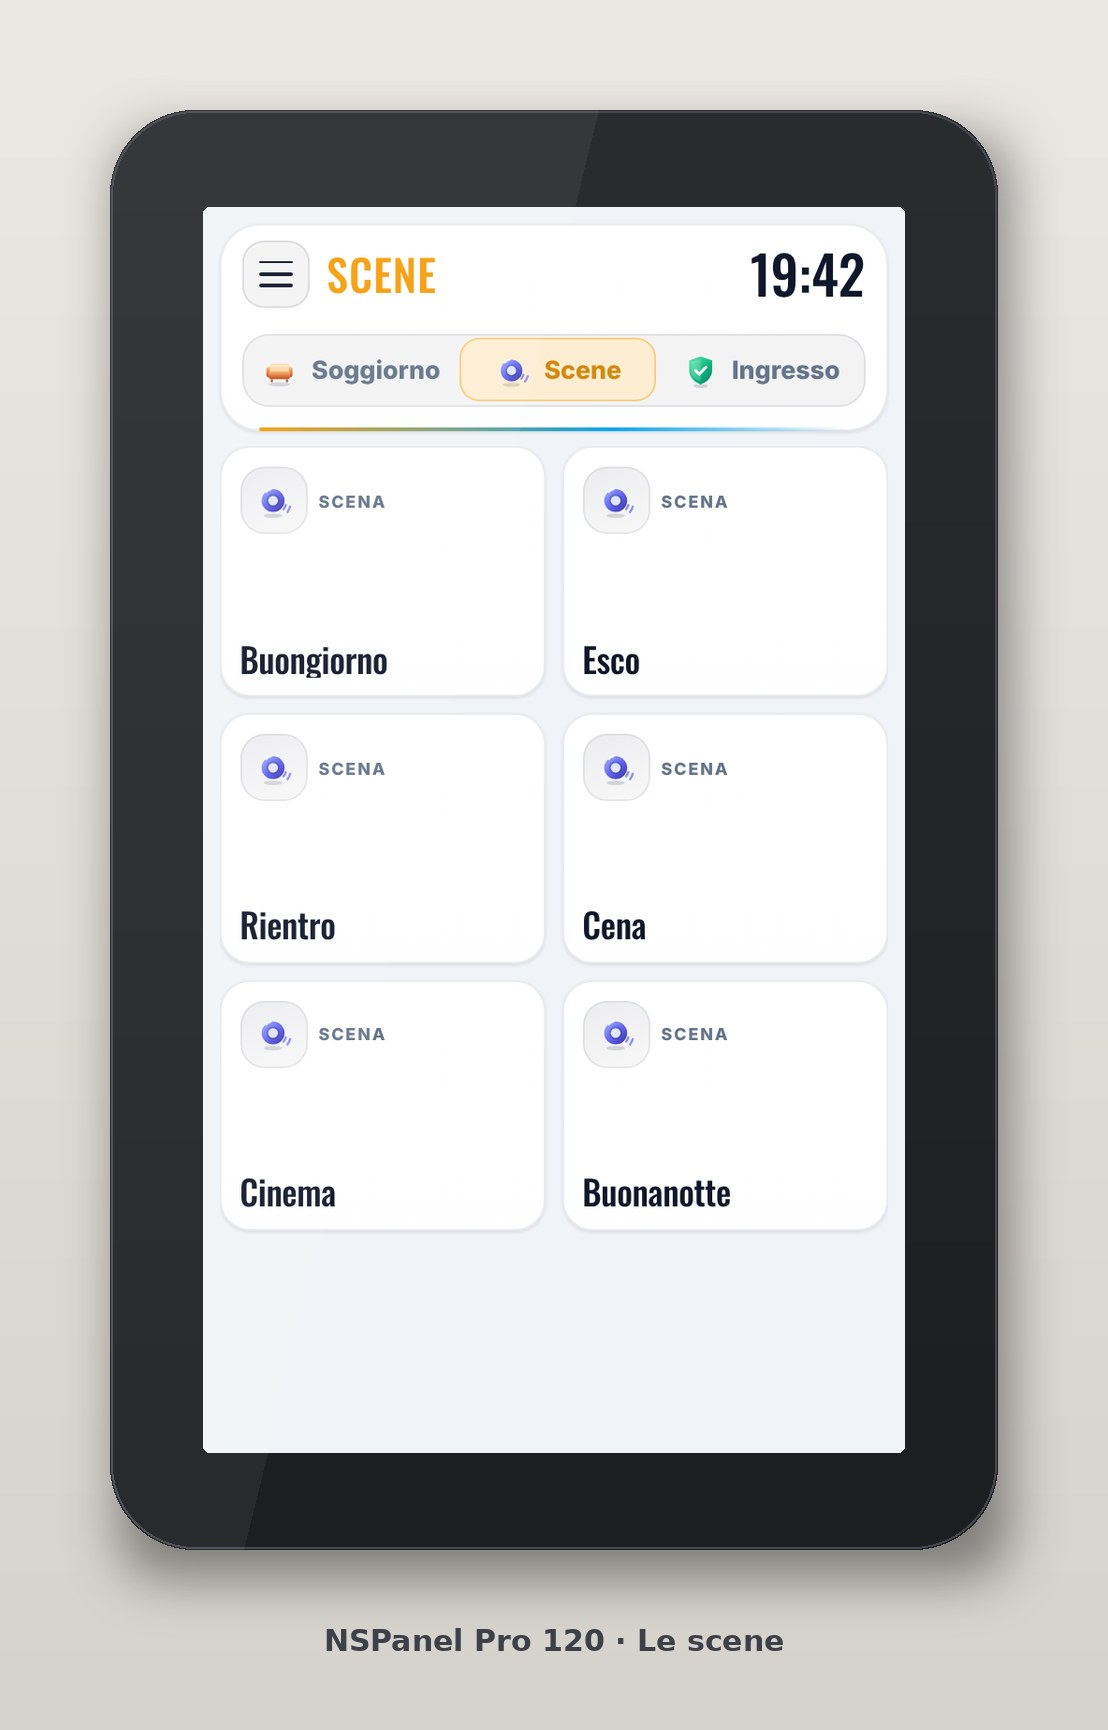 SCENE
19:42
Soggiorno
Scene
Ingresso
SCENA
SCENA
Buongiorno
Esco
SCENA
SCENA
Rientro
Cena
SCENA
SCENA
Cinema
Buonanotte
NSPanel Pro 120 · Le scene